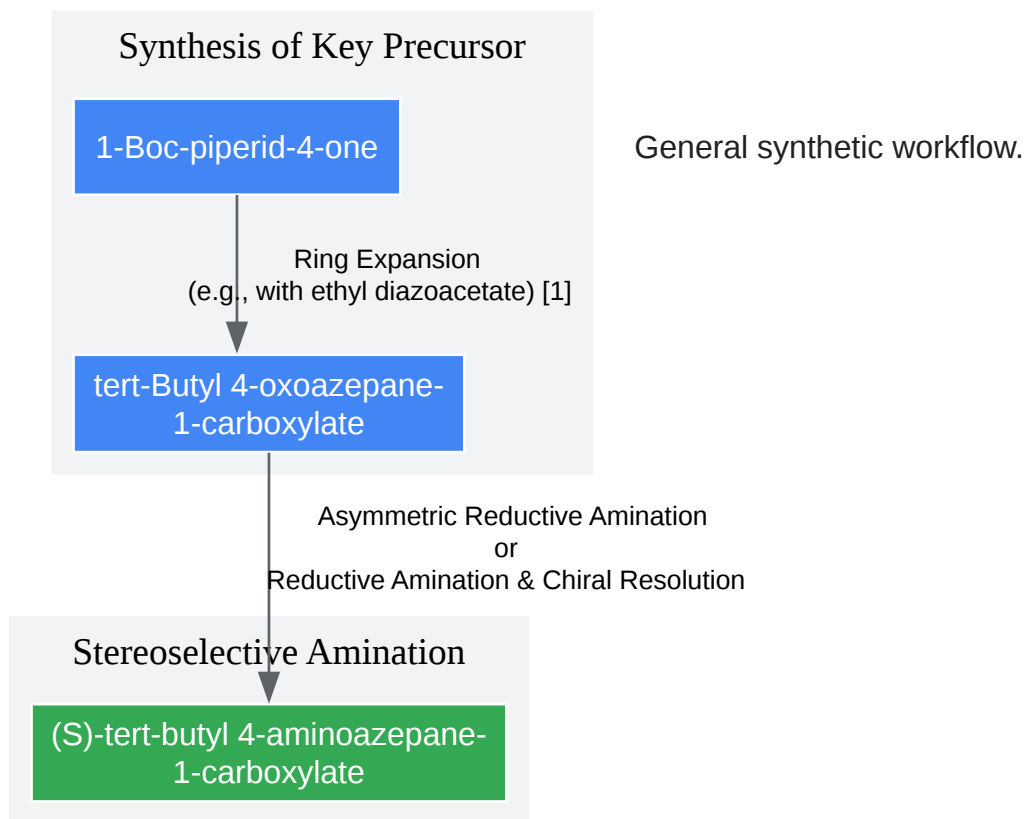 Synthesis of Key Precursor
1-Boc-piperid-4-one
General synthetic workflow.
Ring Expansion
(e.g., with ethyl diazoacetate) [1]
tert-Butyl 4-oxoazepane-
1-carboxylate
Asymmetric Reductive Amination
or
Reductive Amination & Chiral Resolution
Stereoselective Amination
(S)-tert-butyl 4-aminoazepane-
1-carboxylate